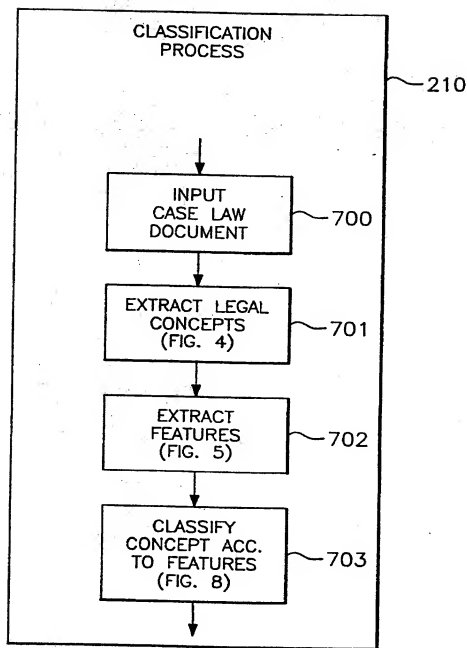 CLASSIFICATION
PROCESS
210
INPUT
CASE LAW
DOCUMENT
700
EXTRACT LEGAL
CONCEPTS
(FIG. 4)
701
EXTRACT
FEATURES
(FIG. 5)
702
CLASSIFY
CONCEPT ACC.
TO FEATURES
(FIG. 8)
703